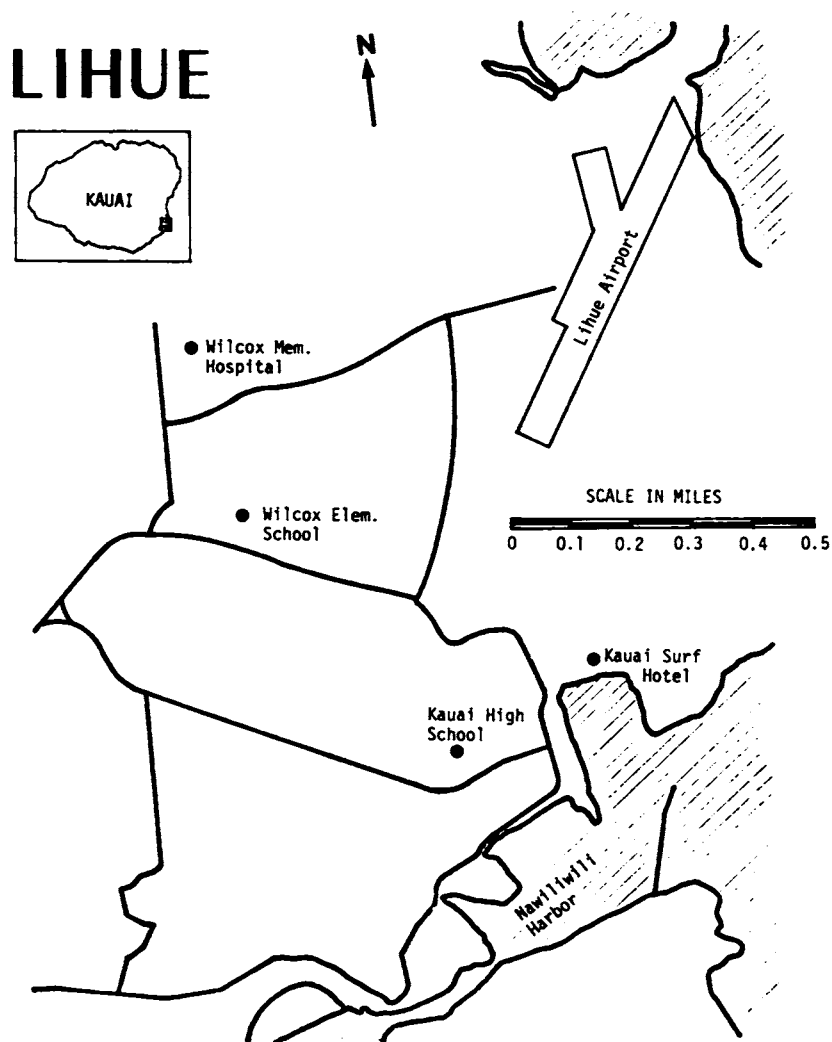 LIHUE
N
KAUAI
Lihue Airport
Wilcox Mem.
Hospital
SCALE IN MILES
0 0.1 0.2 0.3 0.4 0.5
Wilcox Elem.
School
Kauai Surf
Hotel
Kauai High
School
Nawiliwili
Harbor